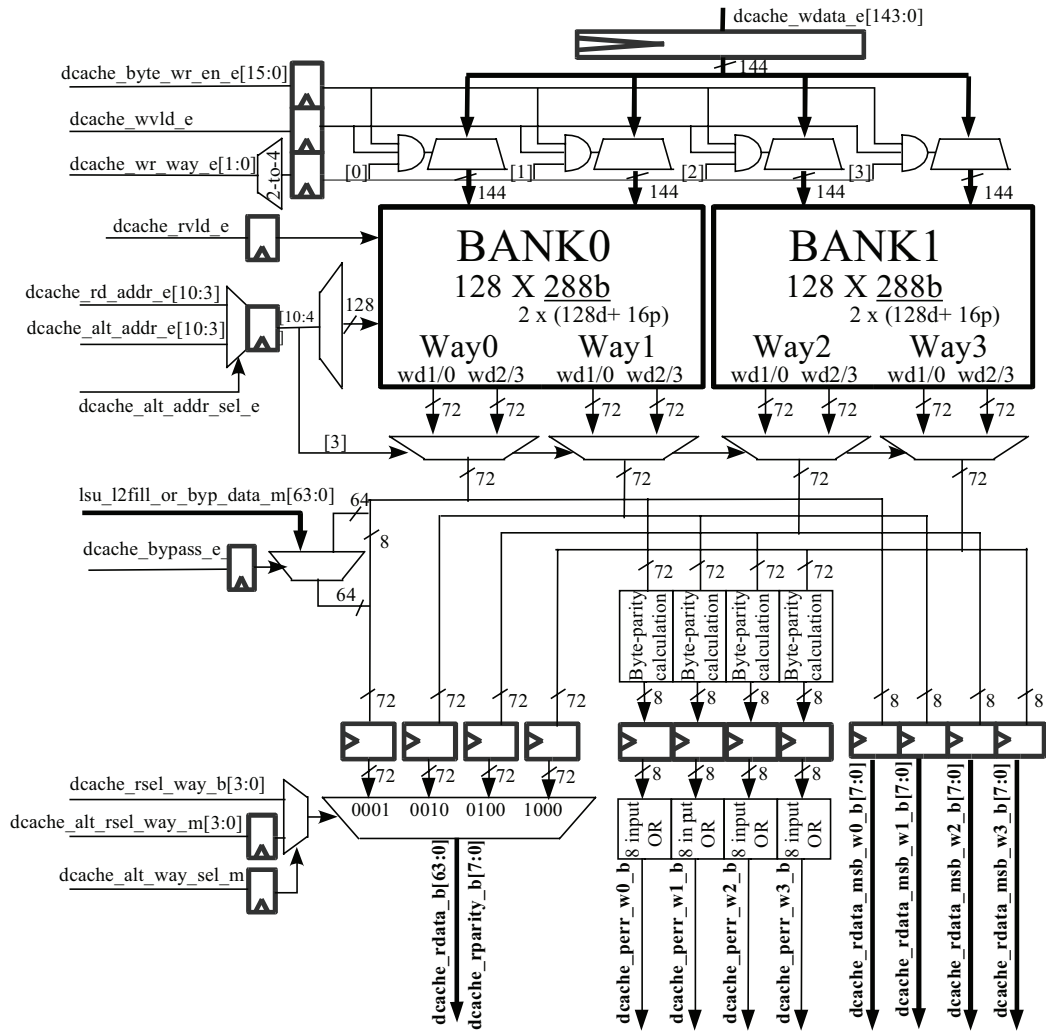 dcache_wdata_e[143:0]
144
dcache_byte_wr_en_e[15:0]
dcache_wvld_e
dcache_wr_way_e[1:0]
2-to-4
[0]
[1]
[2]
[3]
144
144
144
144
dcache_rvld_e
BANK0
128 X 288b
2 x (128d+ 16p)
Way0
Way1
wd1/0
wd2/3
wd1/0
wd2/3
BANK1
128 X 288b
2 x (128d+ 16p)
Way2
Way3
wd1/0
wd2/3
wd1/0
wd2/3
dcache_rd_addr_e[10:3]
dcache_alt_addr_e[10:3]
dcache_alt_addr_sel_e
[10:4
]
128
72
72
72
72
72
72
72
72
[3]
72
72
72
72
lsu_l2fill_or_byp_data_m[63:0]
64
8
dcache_bypass_e_
64
72
72
72
72
Byte-parity
calculation
Byte-parity
calculation
Byte-parity
calculation
Byte-parity
calculation
72
72
72
72
8
8
8
8
8
8
8
8
72
72
72
72
8
8
8
8
dcache_rsel_way_b[3:0]
dcache_alt_rsel_way_m[3:0]
dcache_alt_way_sel_m
0001
0010
0100
1000
8 input
OR
8 in put
OR
8 input
OR
8 input
OR
dcache_rdata_b[63:0]
dcache_rparity_b[7:0]
dcache_perr_w0_b
dcache_perr_w1_b
dcache_perr_w2_b
dcache_perr_w3_b
dcache_rdata_msb_w0_b[7:0]
dcache_rdata_msb_w1_b[7:0]
dcache_rdata_msb_w2_b[7:0]
dcache_rdata_msb_w3_b[7:0]